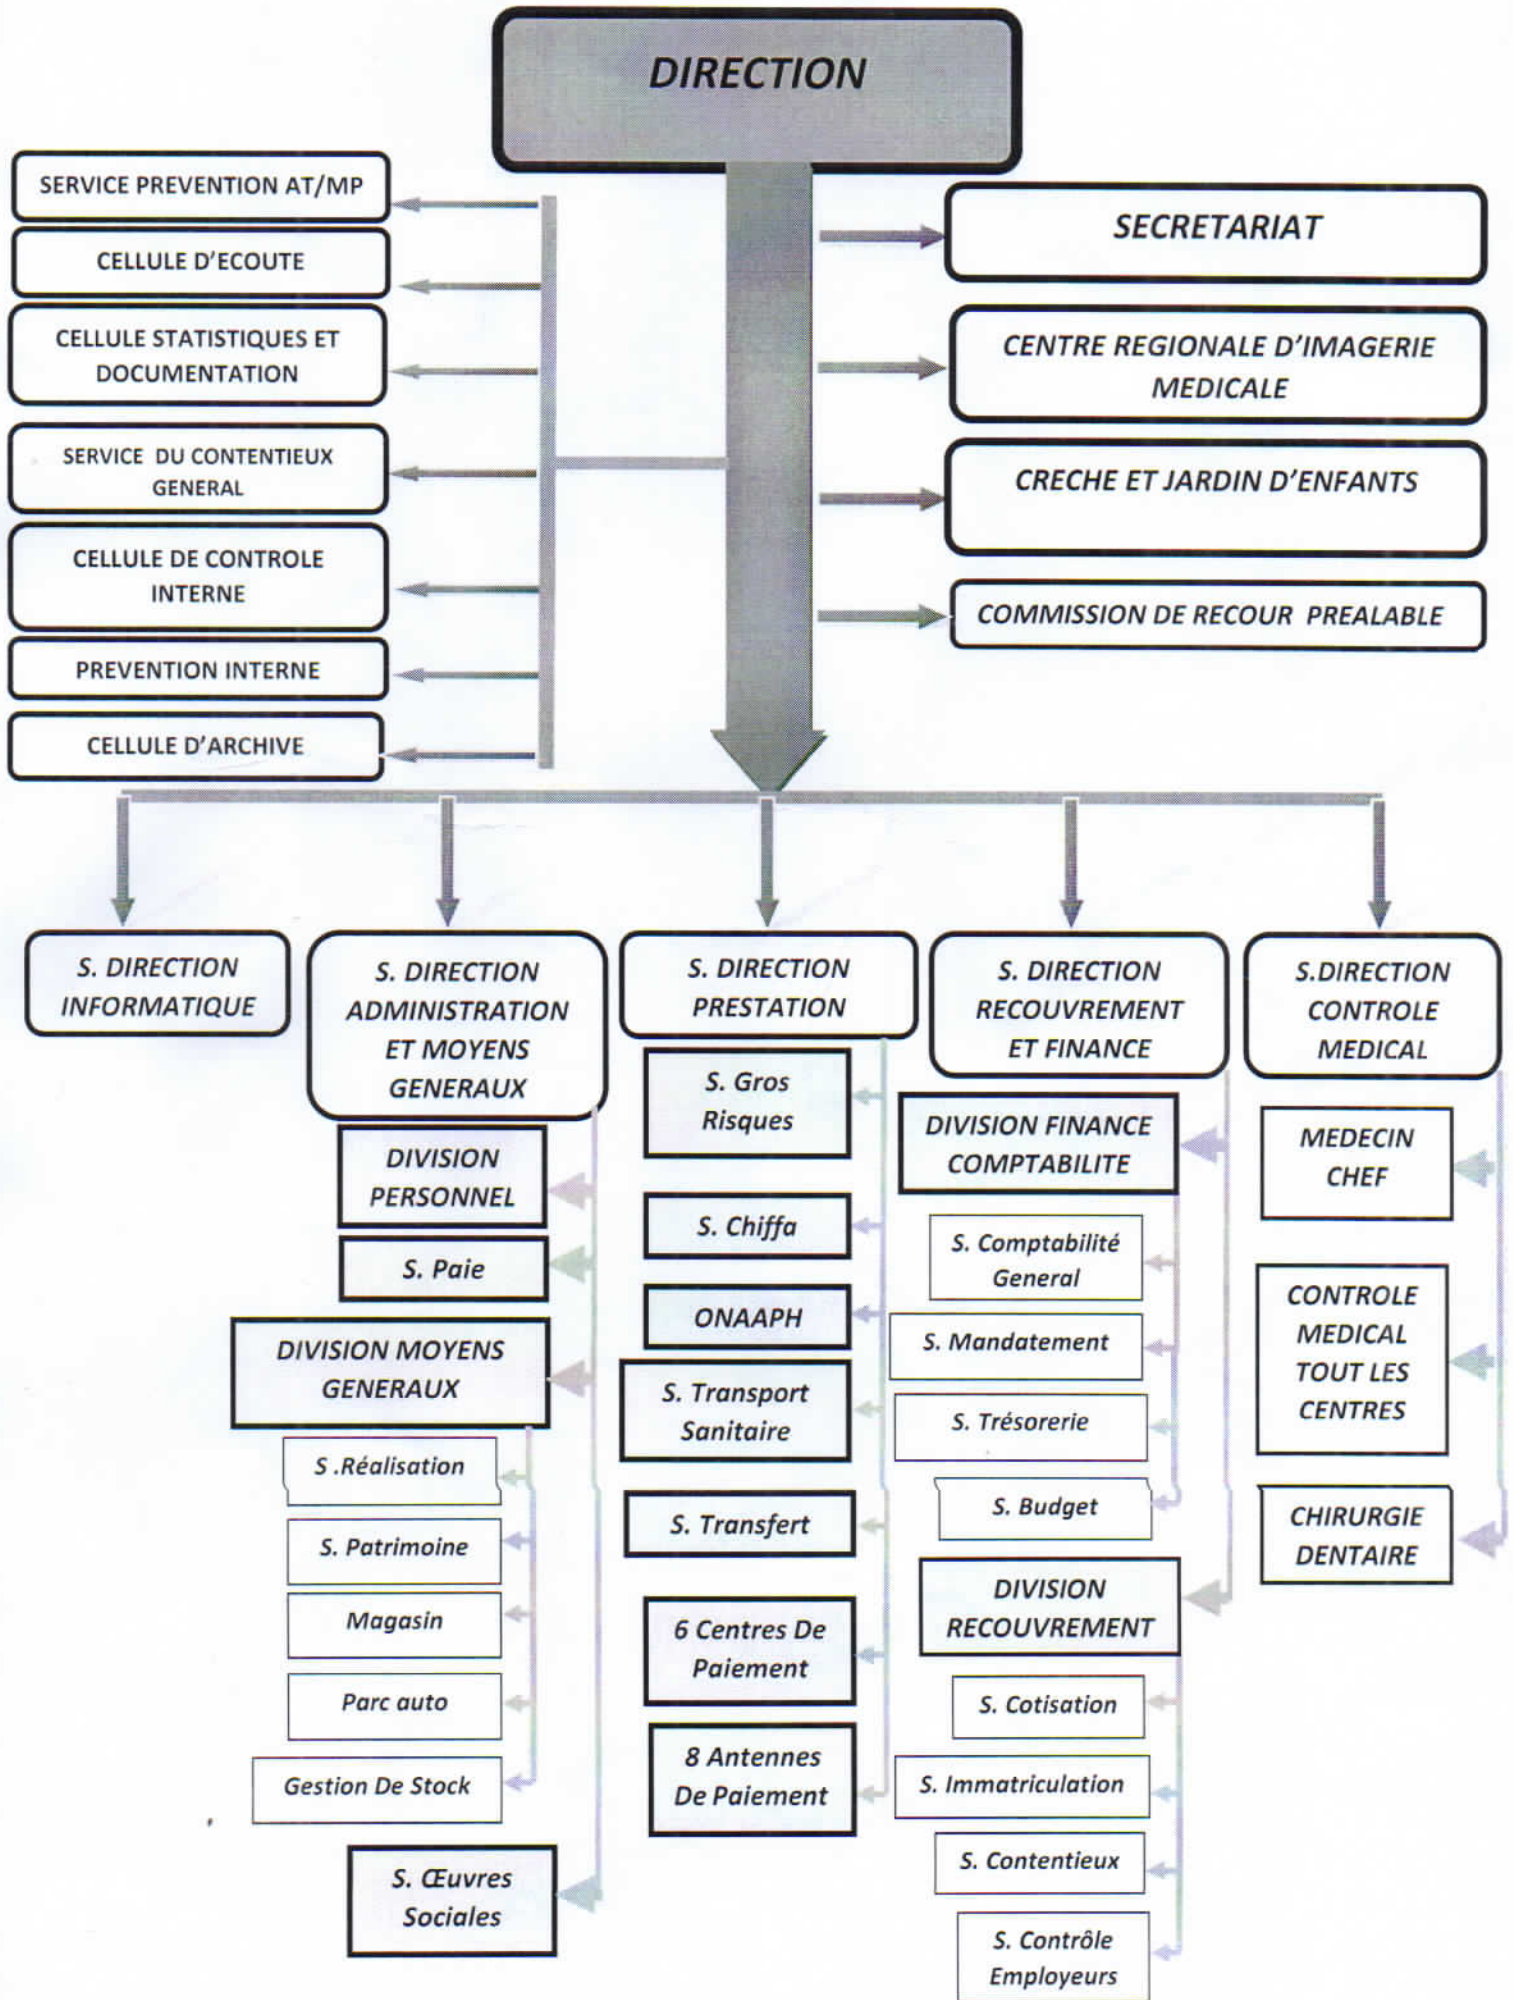 DIRECTION
SERVICE PREVENTION AT/MP
CELLULE D'ECOUTE
CELLULE STATISTIQUES ET
DOCUMENTATION
SERVICE DU CONTENTIEUX
GENERAL
CELLULE DE CONTROLE
INTERNE
PREVENTION INTERNE
CELLULE D'ARCHIVE
SECRETARIAT
CENTRE REGIONALE D'IMAGERIE
MEDICALE
CRECHE ET JARDIN D'ENFANTS
COMMISSION DE RECOUR PREALABLE
S. DIRECTION
INFORMATIQUE
S. DIRECTION
ADMINISTRATION
ET MOYENS
GENERAUX
DIVISION
PERSONNEL
S. Paie
DIVISION MOYENS
GENERAUX
S .Réalisation
S. Patrimoine
Magasin
Parc auto
Gestion De Stock
S. Œuvres
Sociales
S. DIRECTION
PRESTATION
S. Gros
Risques
S. Chiffa
ONAAPH
S. Transport
Sanitaire
S. Transfert
6 Centres De
Paiement
8 Antennes
De Paiement
S. DIRECTION
RECOUVREMENT
ET FINANCE
DIVISION FINANCE
COMPTABILITE
S. Comptabilité
General
S. Mandatement
S. Trésorerie
S. Budget
DIVISION
RECOUVREMENT
S. Cotisation
S. Immatriculation
S. Contentieux
S. Contrôle
Employeurs
S.DIRECTION
CONTROLE
MEDICAL
MEDECIN
CHEF
CONTROLE
MEDICAL
TOUT LES
CENTRES
CHIRURGIE
DENTAIRE